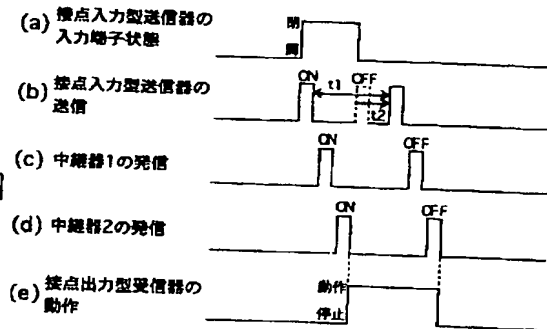 (a) 接点入力型送信器の
入力端子状態
閉
開
(b) 接点入力型送信器の
送信
ON
t1
OFF
t2
(c) 中継器1の発信
ON
OFF
(d) 中継器2の発信
ON
OFF
(e) 接点出力型受信器の
動作
動作
停止